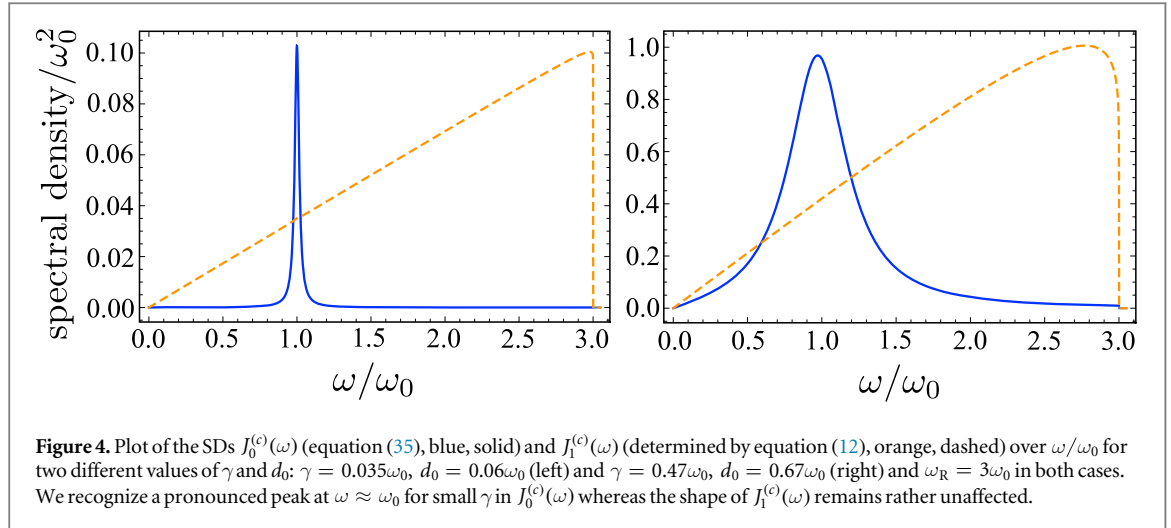 spectral density/ω₀²
0.10
0.08
0.06
0.04
0.02
0.00
0.0 0.5 1.0 1.5 2.0 2.5 3.0
ω/ω₀
1.0
0.8
0.6
0.4
0.2
0.0
0.0 0.5 1.0 1.5 2.0 2.5 3.0
ω/ω₀
Figure 4. Plot of the SDs J₀⁽ᶜ⁾(ω) (equation (35), blue, solid) and J₁⁽ᶜ⁾(ω) (determined by equation (12), orange, dashed) over ω/ω₀ for
two different values of γ and d₀: γ = 0.035ω₀, d₀ = 0.06ω₀ (left) and γ = 0.47ω₀, d₀ = 0.67ω₀ (right) and ω_R = 3ω₀ in both cases.
We recognize a pronounced peak at ω ≈ ω₀ for small γ in J₀⁽ᶜ⁾(ω) whereas the shape of J₁⁽ᶜ⁾(ω) remains rather unaffected.